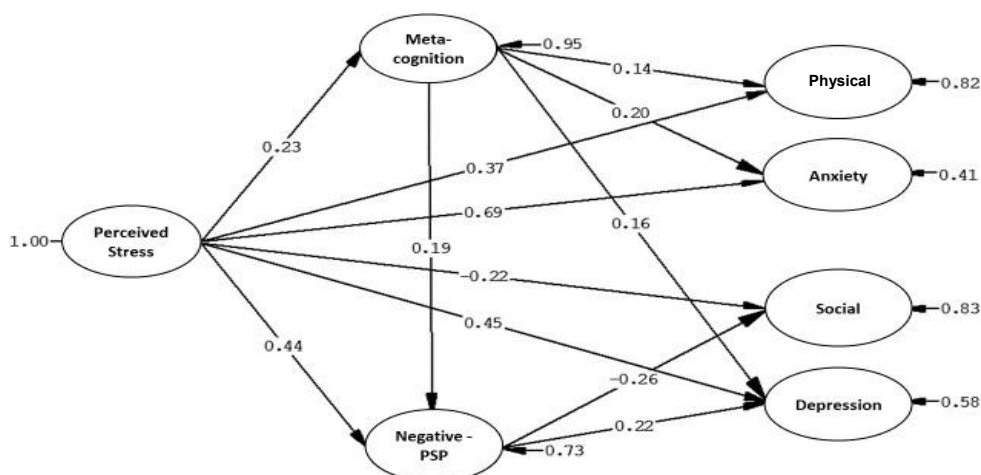 Meta-
cognition
0.95
0.14
Physical
0.82
0.20
0.23
0.37
Anxiety
0.41
0.69
Perceived
Stress
1.00
0.16
0.19
-0.22
Social
0.83
0.45
0.44
-0.26
Depression
0.58
0.22
Negative -
PSP
0.73